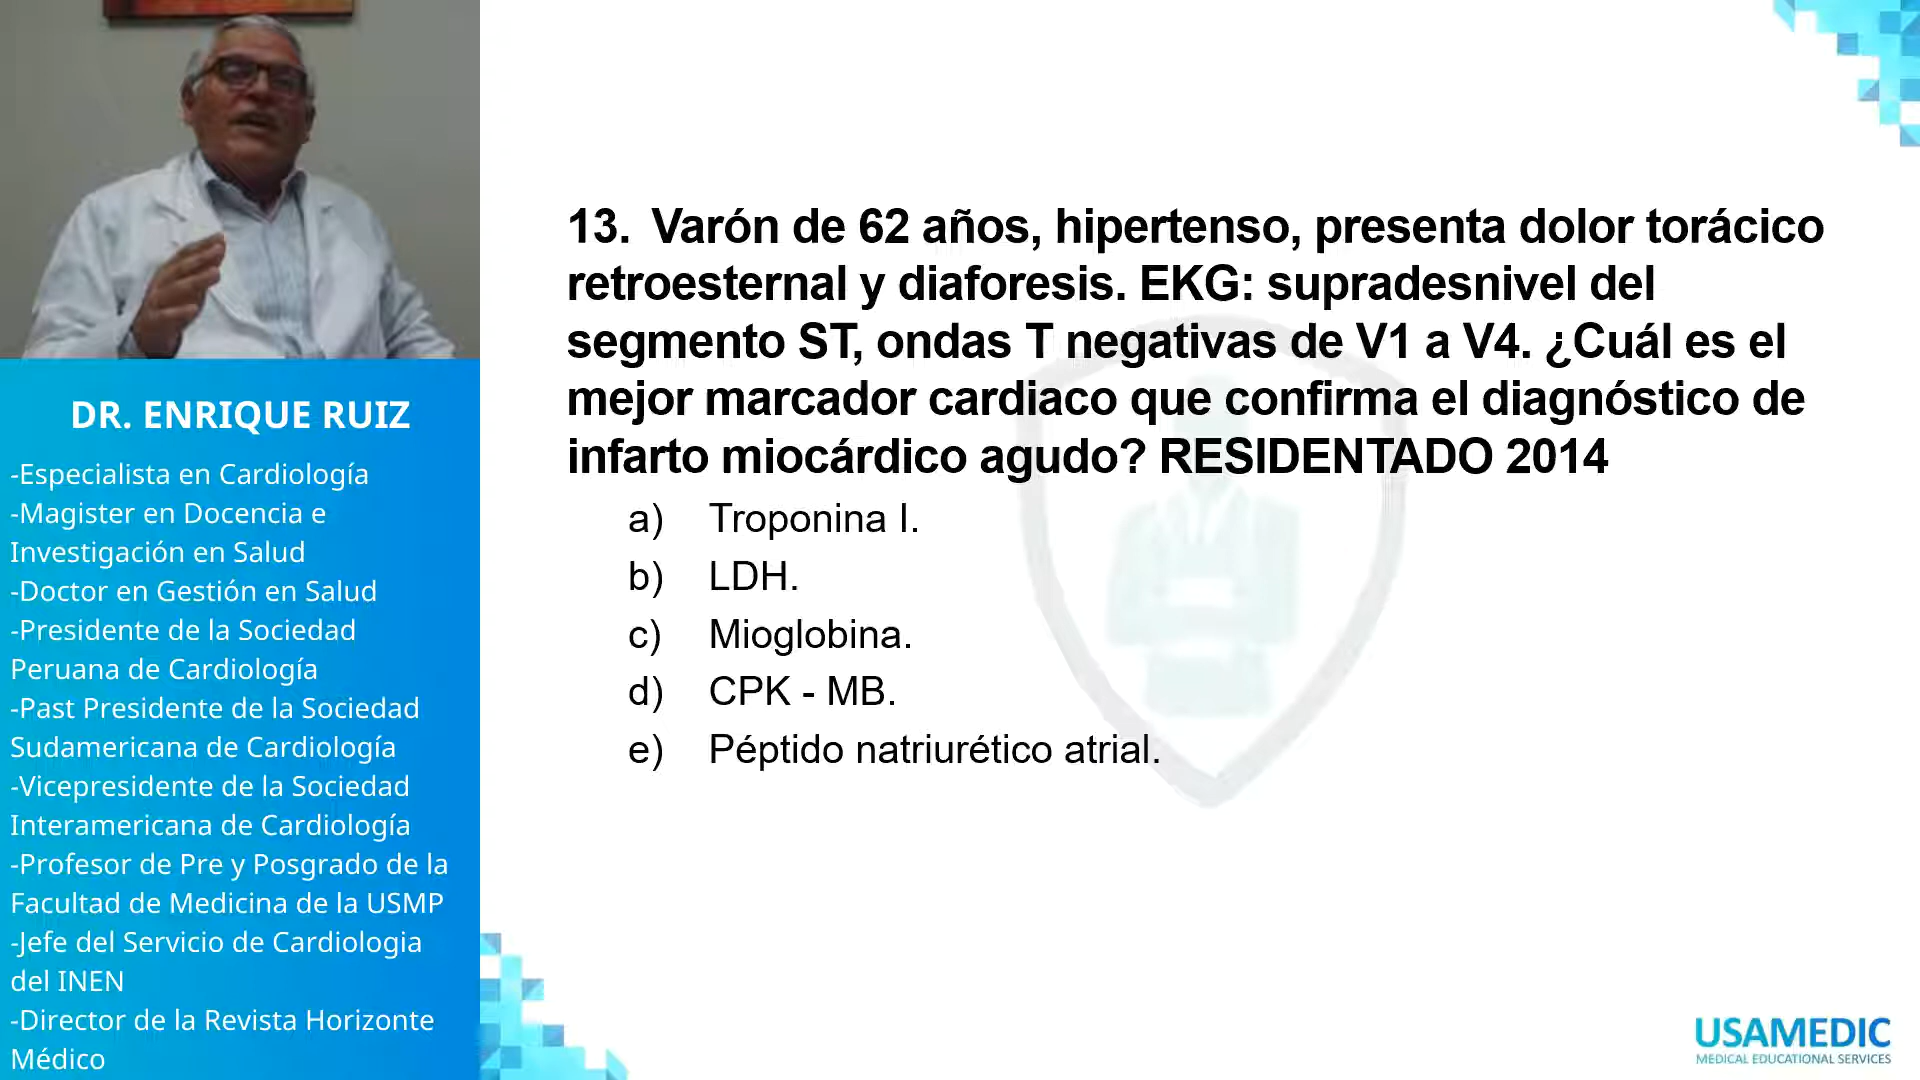 DR. ENRIQUE RUIZ
-Especialista en Cardiología
-Magister en Docencia e
Investigación en Salud
-Doctor en Gestión en Salud
-Presidente de la Sociedad
Peruana de Cardiología
-Past Presidente de la Sociedad
Sudamericana de Cardiología
-Vicepresidente de la Sociedad
Interamericana de Cardiología
-Profesor de Pre y Posgrado de la
Facultad de Medicina de la USMP
-Jefe del Servicio de Cardiologia
del INEN
-Director de la Revista Horizonte
Médico
13. Varón de 62 años, hipertenso, presenta dolor torácico
retroesternal y diaforesis. EKG: supradesnivel del
segmento ST, ondas T negativas de V1 a V4. ¿Cuál es el
mejor marcador cardiaco que confirma el diagnóstico de
infarto miocárdico agudo? RESIDENTADO 2014
a) Troponina I.
b) LDH.
c) Mioglobina.
d) CPK - MB.
e) Péptido natriurético atrial.
USAMEDIC
MEDICAL EDUCATIONAL SERVICES